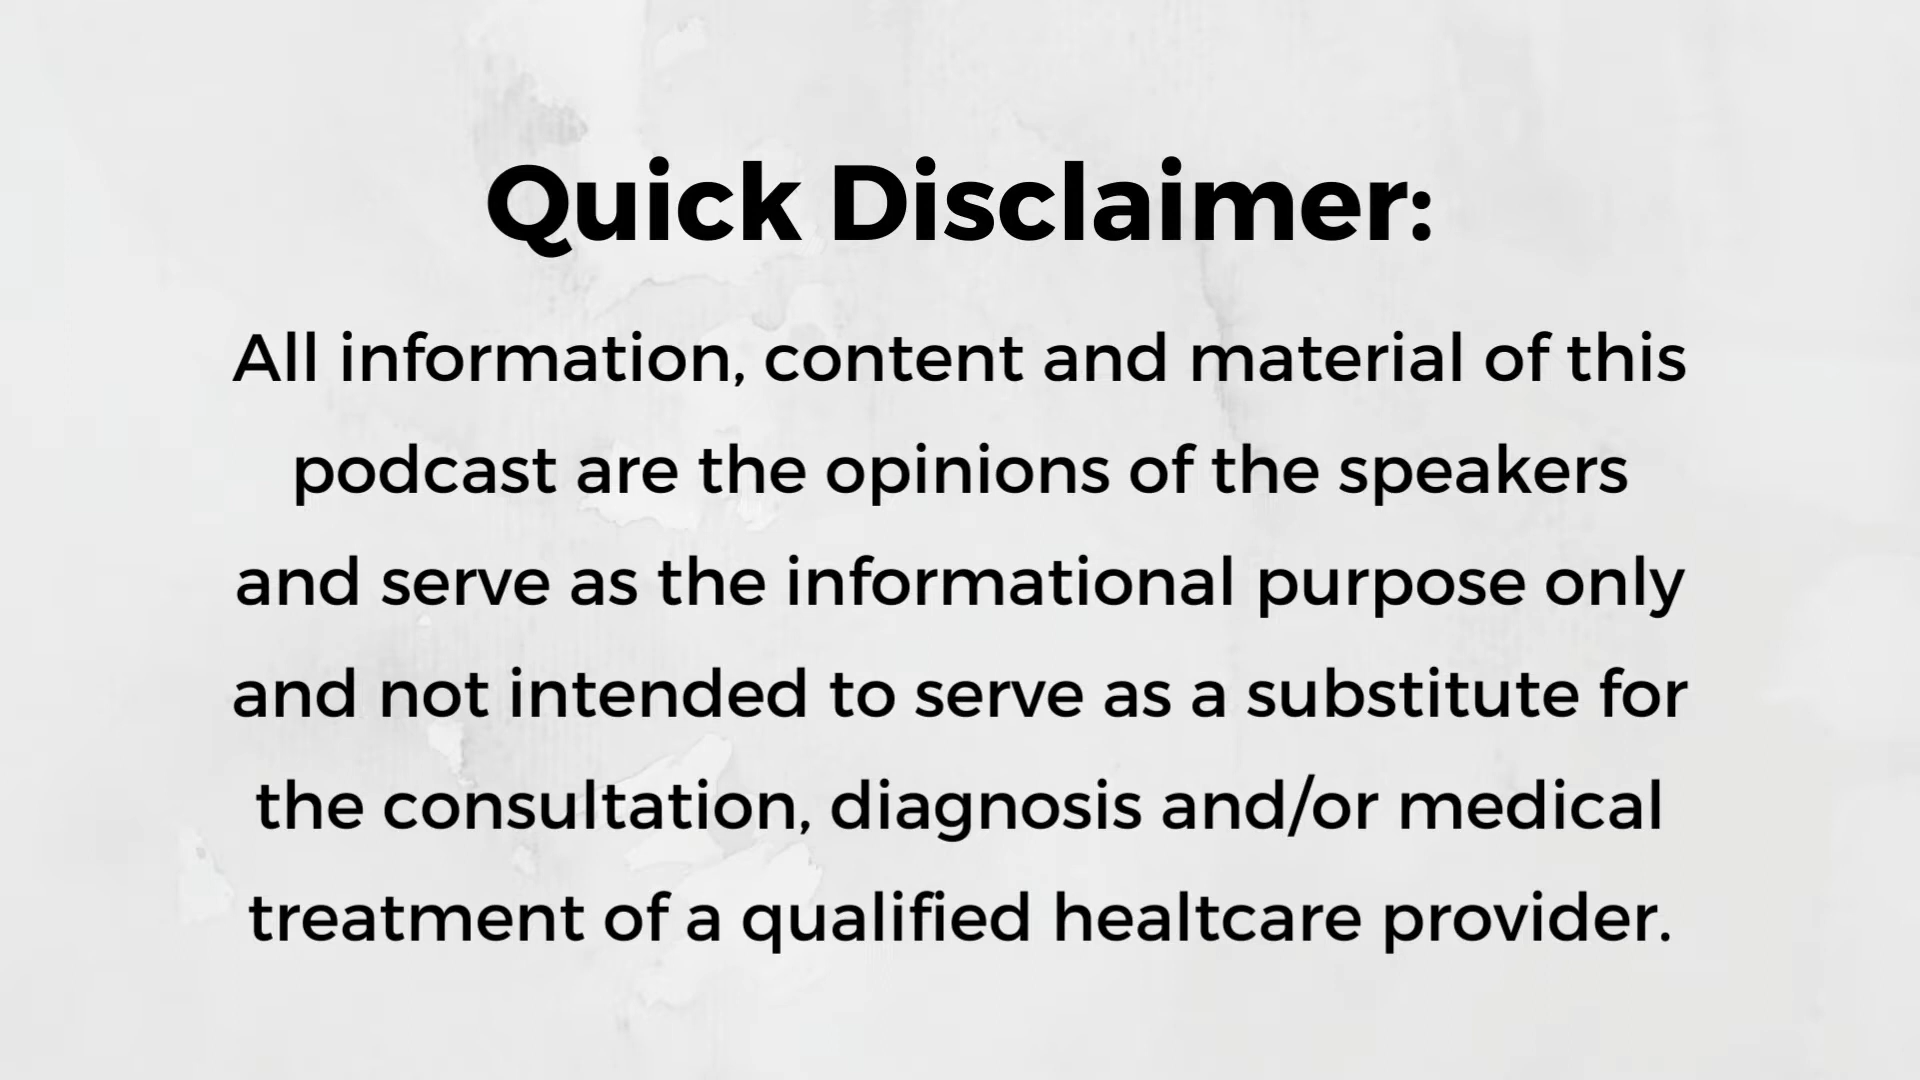 Quick Disclaimer:
All information, content and material of this
podcast are the opinions of the speakers
and serve as the informational purpose only
and not intended to serve as a substitute for
the consultation, diagnosis and/or medical
treatment of a qualified healtcare provider.